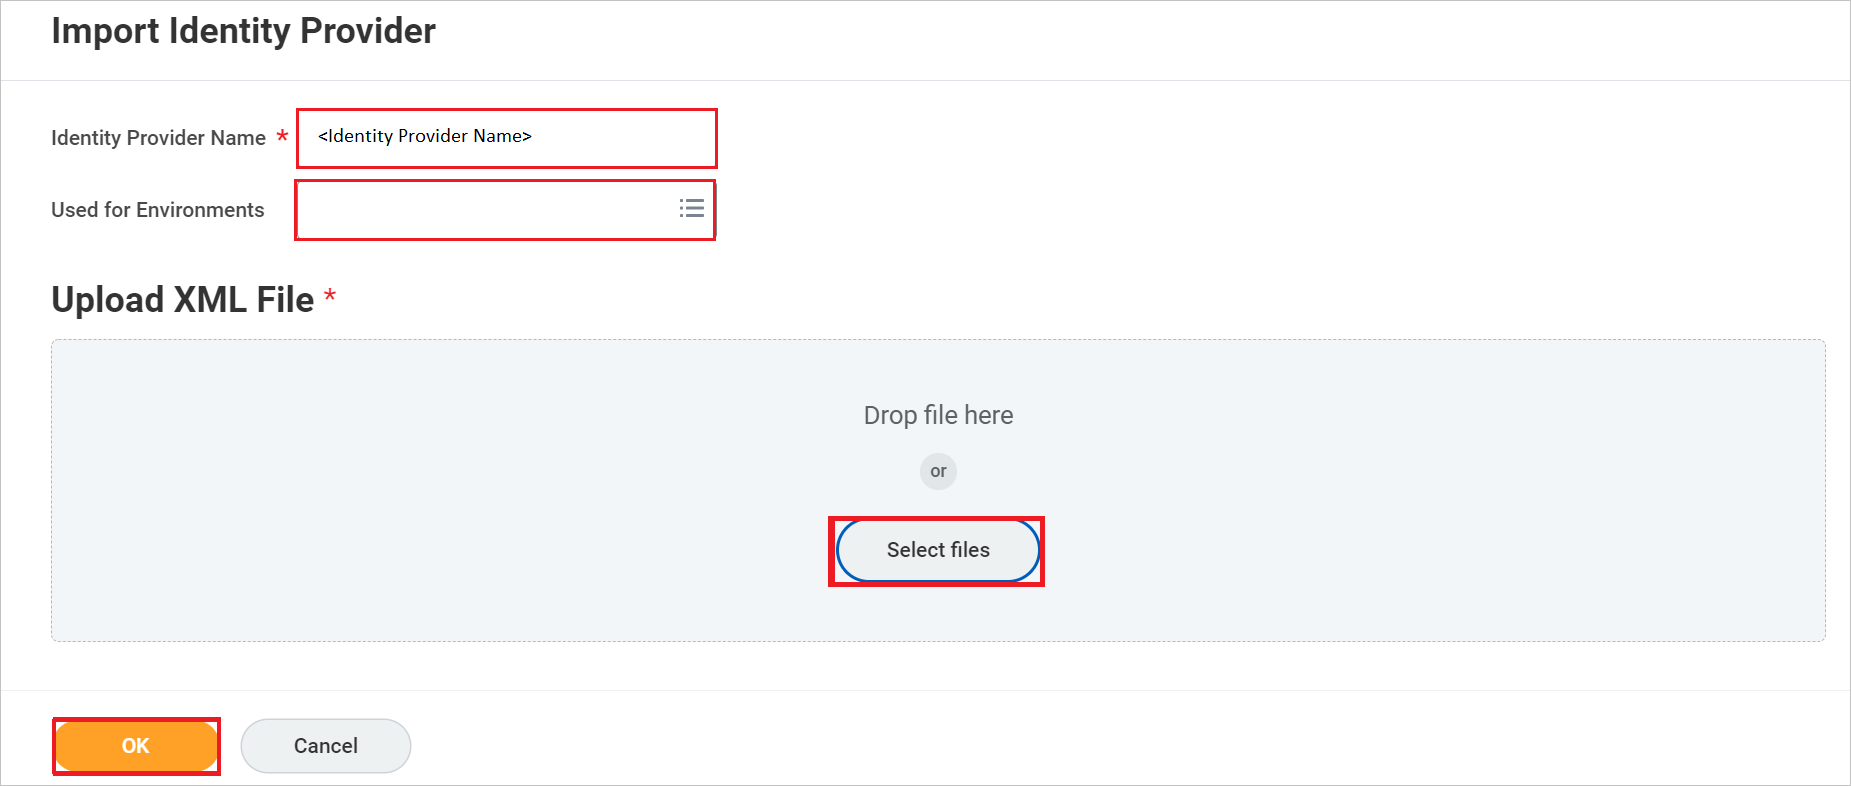 Import Identity Provider
Identity Provider Name * <Identity Provider Name>
Used for Environments
Upload XML File *
Drop file here
or
Select files
OK Cancel